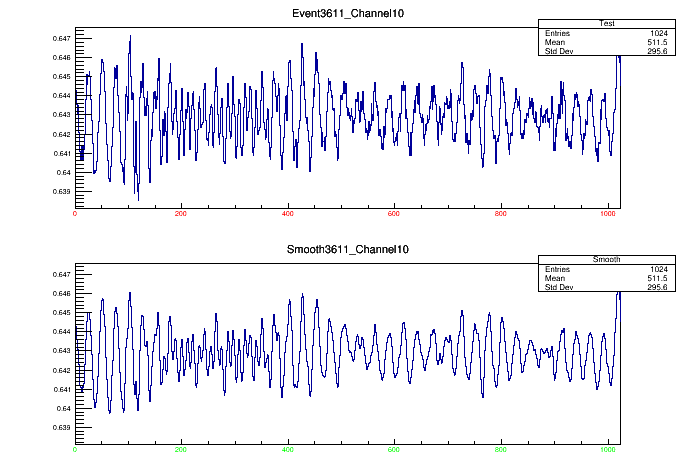 Event3611_Channel10
Test
Entries 1024
Mean 511.5
Std Dev 295.6
0.647
0.646
0.645
0.644
0.643
0.642
0.641
0.64
0.639
0 200 400 600 800 1000
Smooth3611_Channel10
Smooth
Entries 1024
Mean 511.5
Std Dev 295.6
0.647
0.646
0.645
0.644
0.643
0.642
0.641
0.64
0.639
0 200 400 600 800 1000